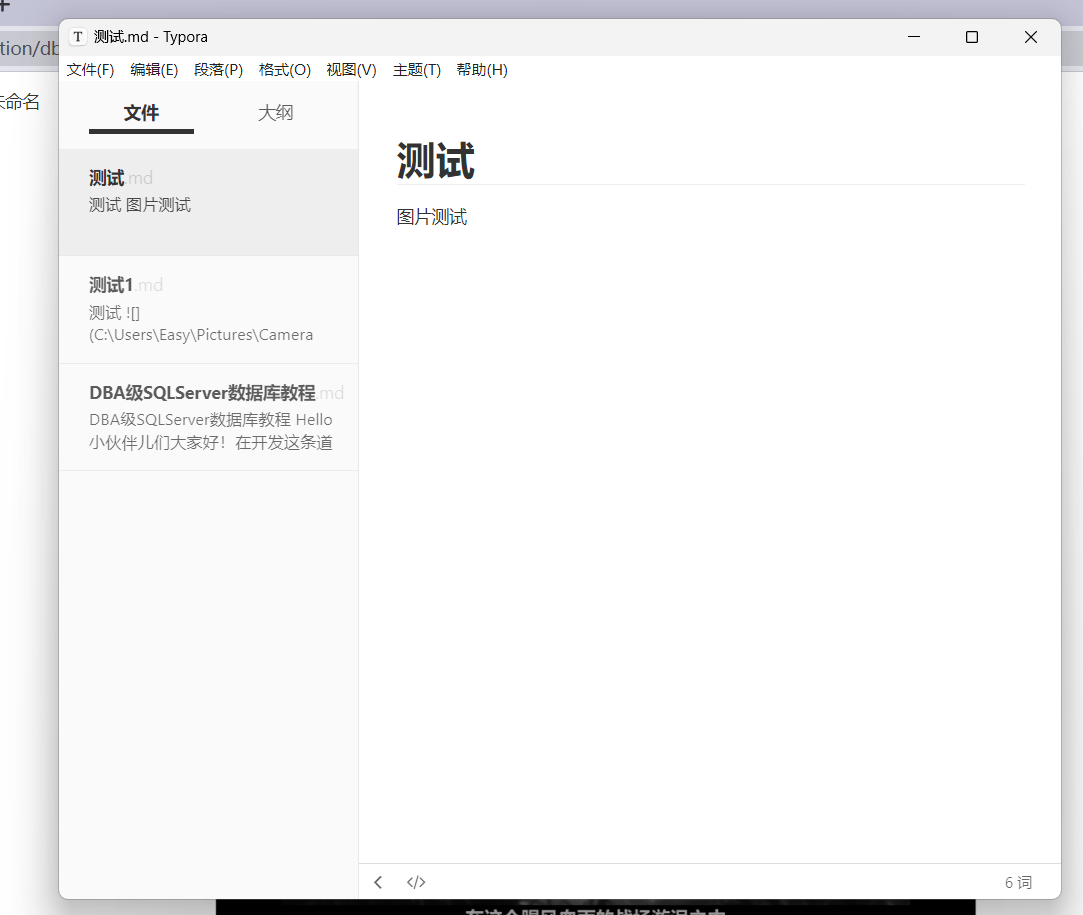 tion/db
未命名
测试.md - Typora
文件(F) 编辑(E) 段落(P) 格式(O) 视图(V) 主题(T) 帮助(H)
文件 大纲
测试.md
测试 图片测试
测试1.md
测试 ![]
(C:\Users\Easy\Pictures\Camera
DBA级SQLServer数据库教程.md
DBA级SQLServer数据库教程 Hello
小伙伴儿们大家好！在开发这条道
测试
图片测试
</> 6 词